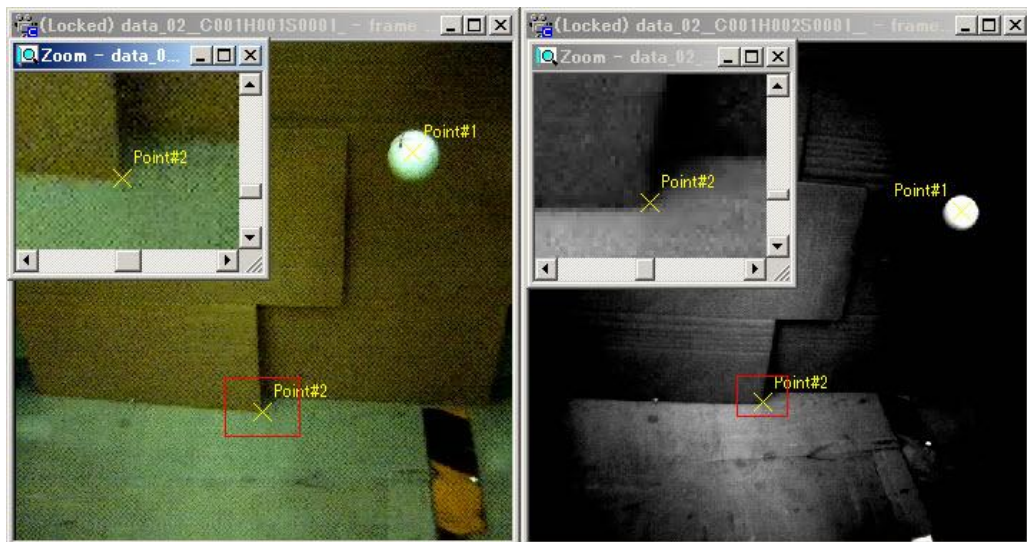 (Locked) data_02__C001H001S0001_ - frame
Zoom - data_0...
Point#2
Point#1
Point#2
(Locked) data_02__C001H002S0001_ - frame...
Zoom - data_02_
Point#2
Point#1
Point#2